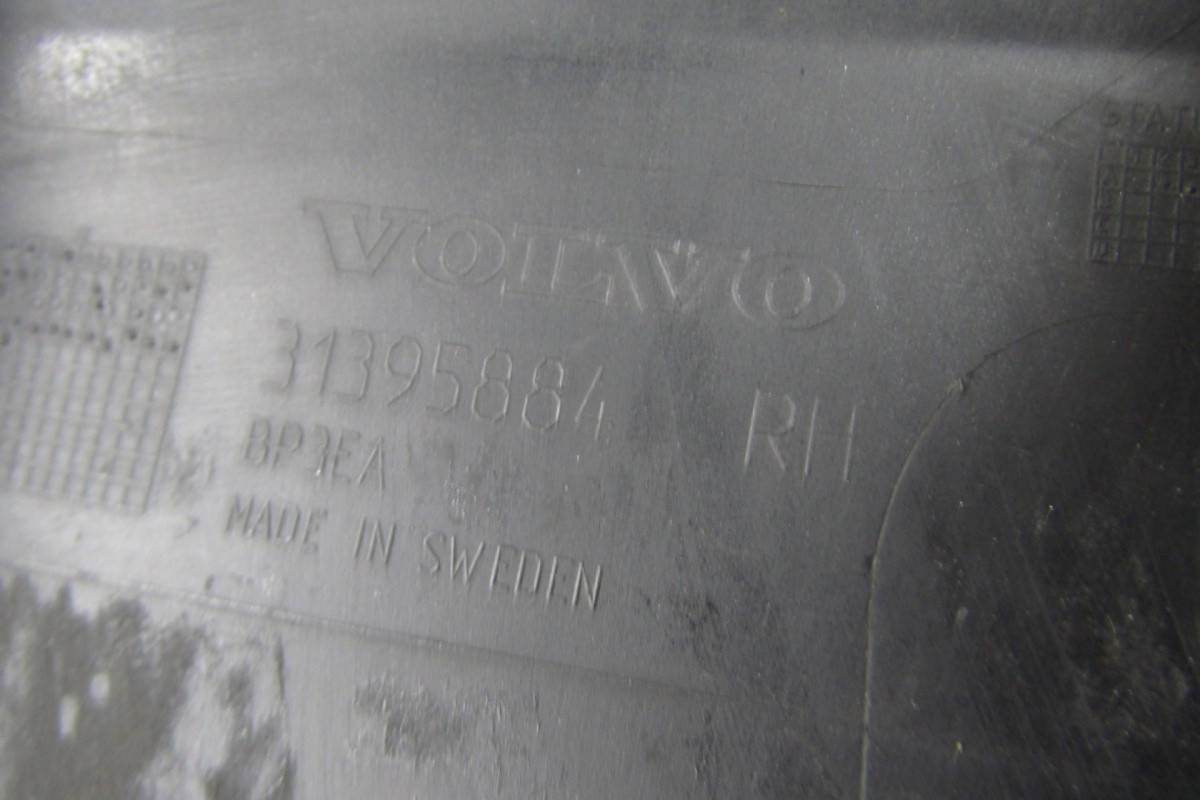 VOLVO
31395884 RH
BP3EA
MADE IN SWEDEN